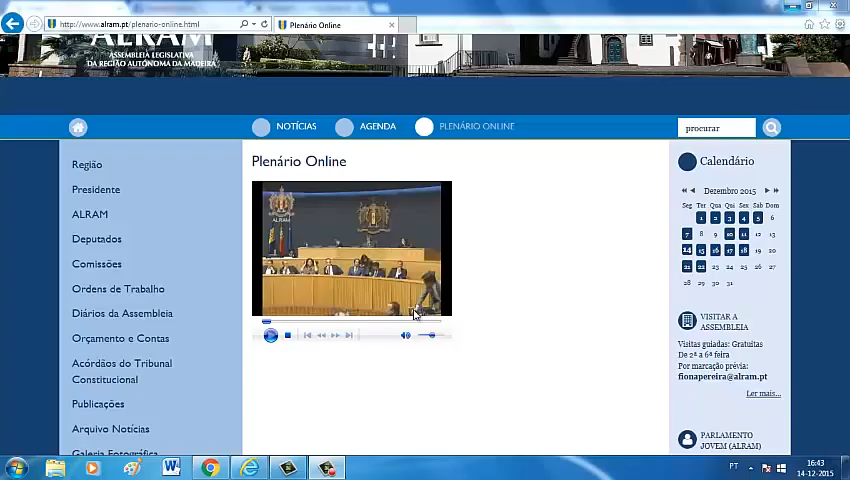 http://www.alram.pt/plenario-online.html
Plenário Online
ALRAM
ASSEMBLEIA LEGISLATIVA
DA REGIÃO AUTÓNOMA DA MADEIRA
NOTÍCIAS
AGENDA
PLENÁRIO ONLINE
procurar
Região
Presidente
ALRAM
Deputados
Comissões
Ordens de Trabalho
Diários da Assembleia
Orçamento e Contas
Acórdãos do Tribunal
Constitucional
Publicações
Arquivo Notícias
Galeria Fotográfica
Plenário Online
ALRAM
Calendário
Dezembro 2015
Seg Ter Qua Qui Sex Sáb Dom
1 2 3 4 5 6
7 8 9 10 11 12 13
14 15 16 17 18 19 20
21 22 23 24 25 26 27
28 29 30 31
VISITAR A
ASSEMBLEIA
Visitas guiadas: Gratuitas
De 2ª a 6ª feira
Por marcação prévia:
fionapereira@alram.pt
Ler mais...
PARLAMENTO
JOVEM (ALRAM)
PT
16:43
14-12-2015